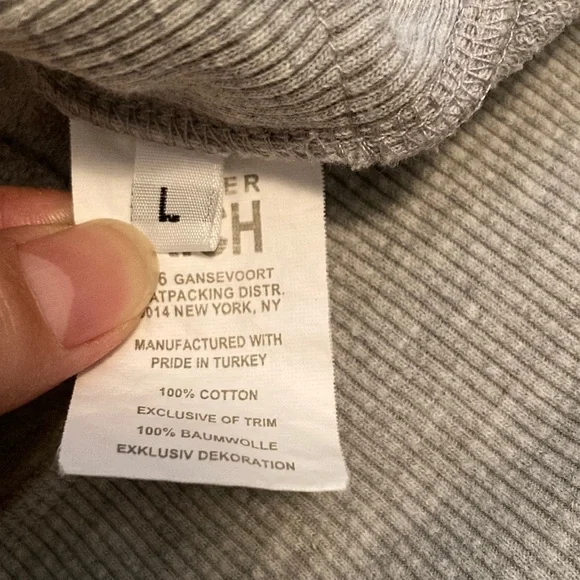 L
ER
CH
6 GANSEVOORT
ATPACKING DISTR.
014 NEW YORK, NY
MANUFACTURED WITH
PRIDE IN TURKEY
100% COTTON
EXCLUSIVE OF TRIM
100% BAUMWOLLE
EXKLUSIV DEKORATION